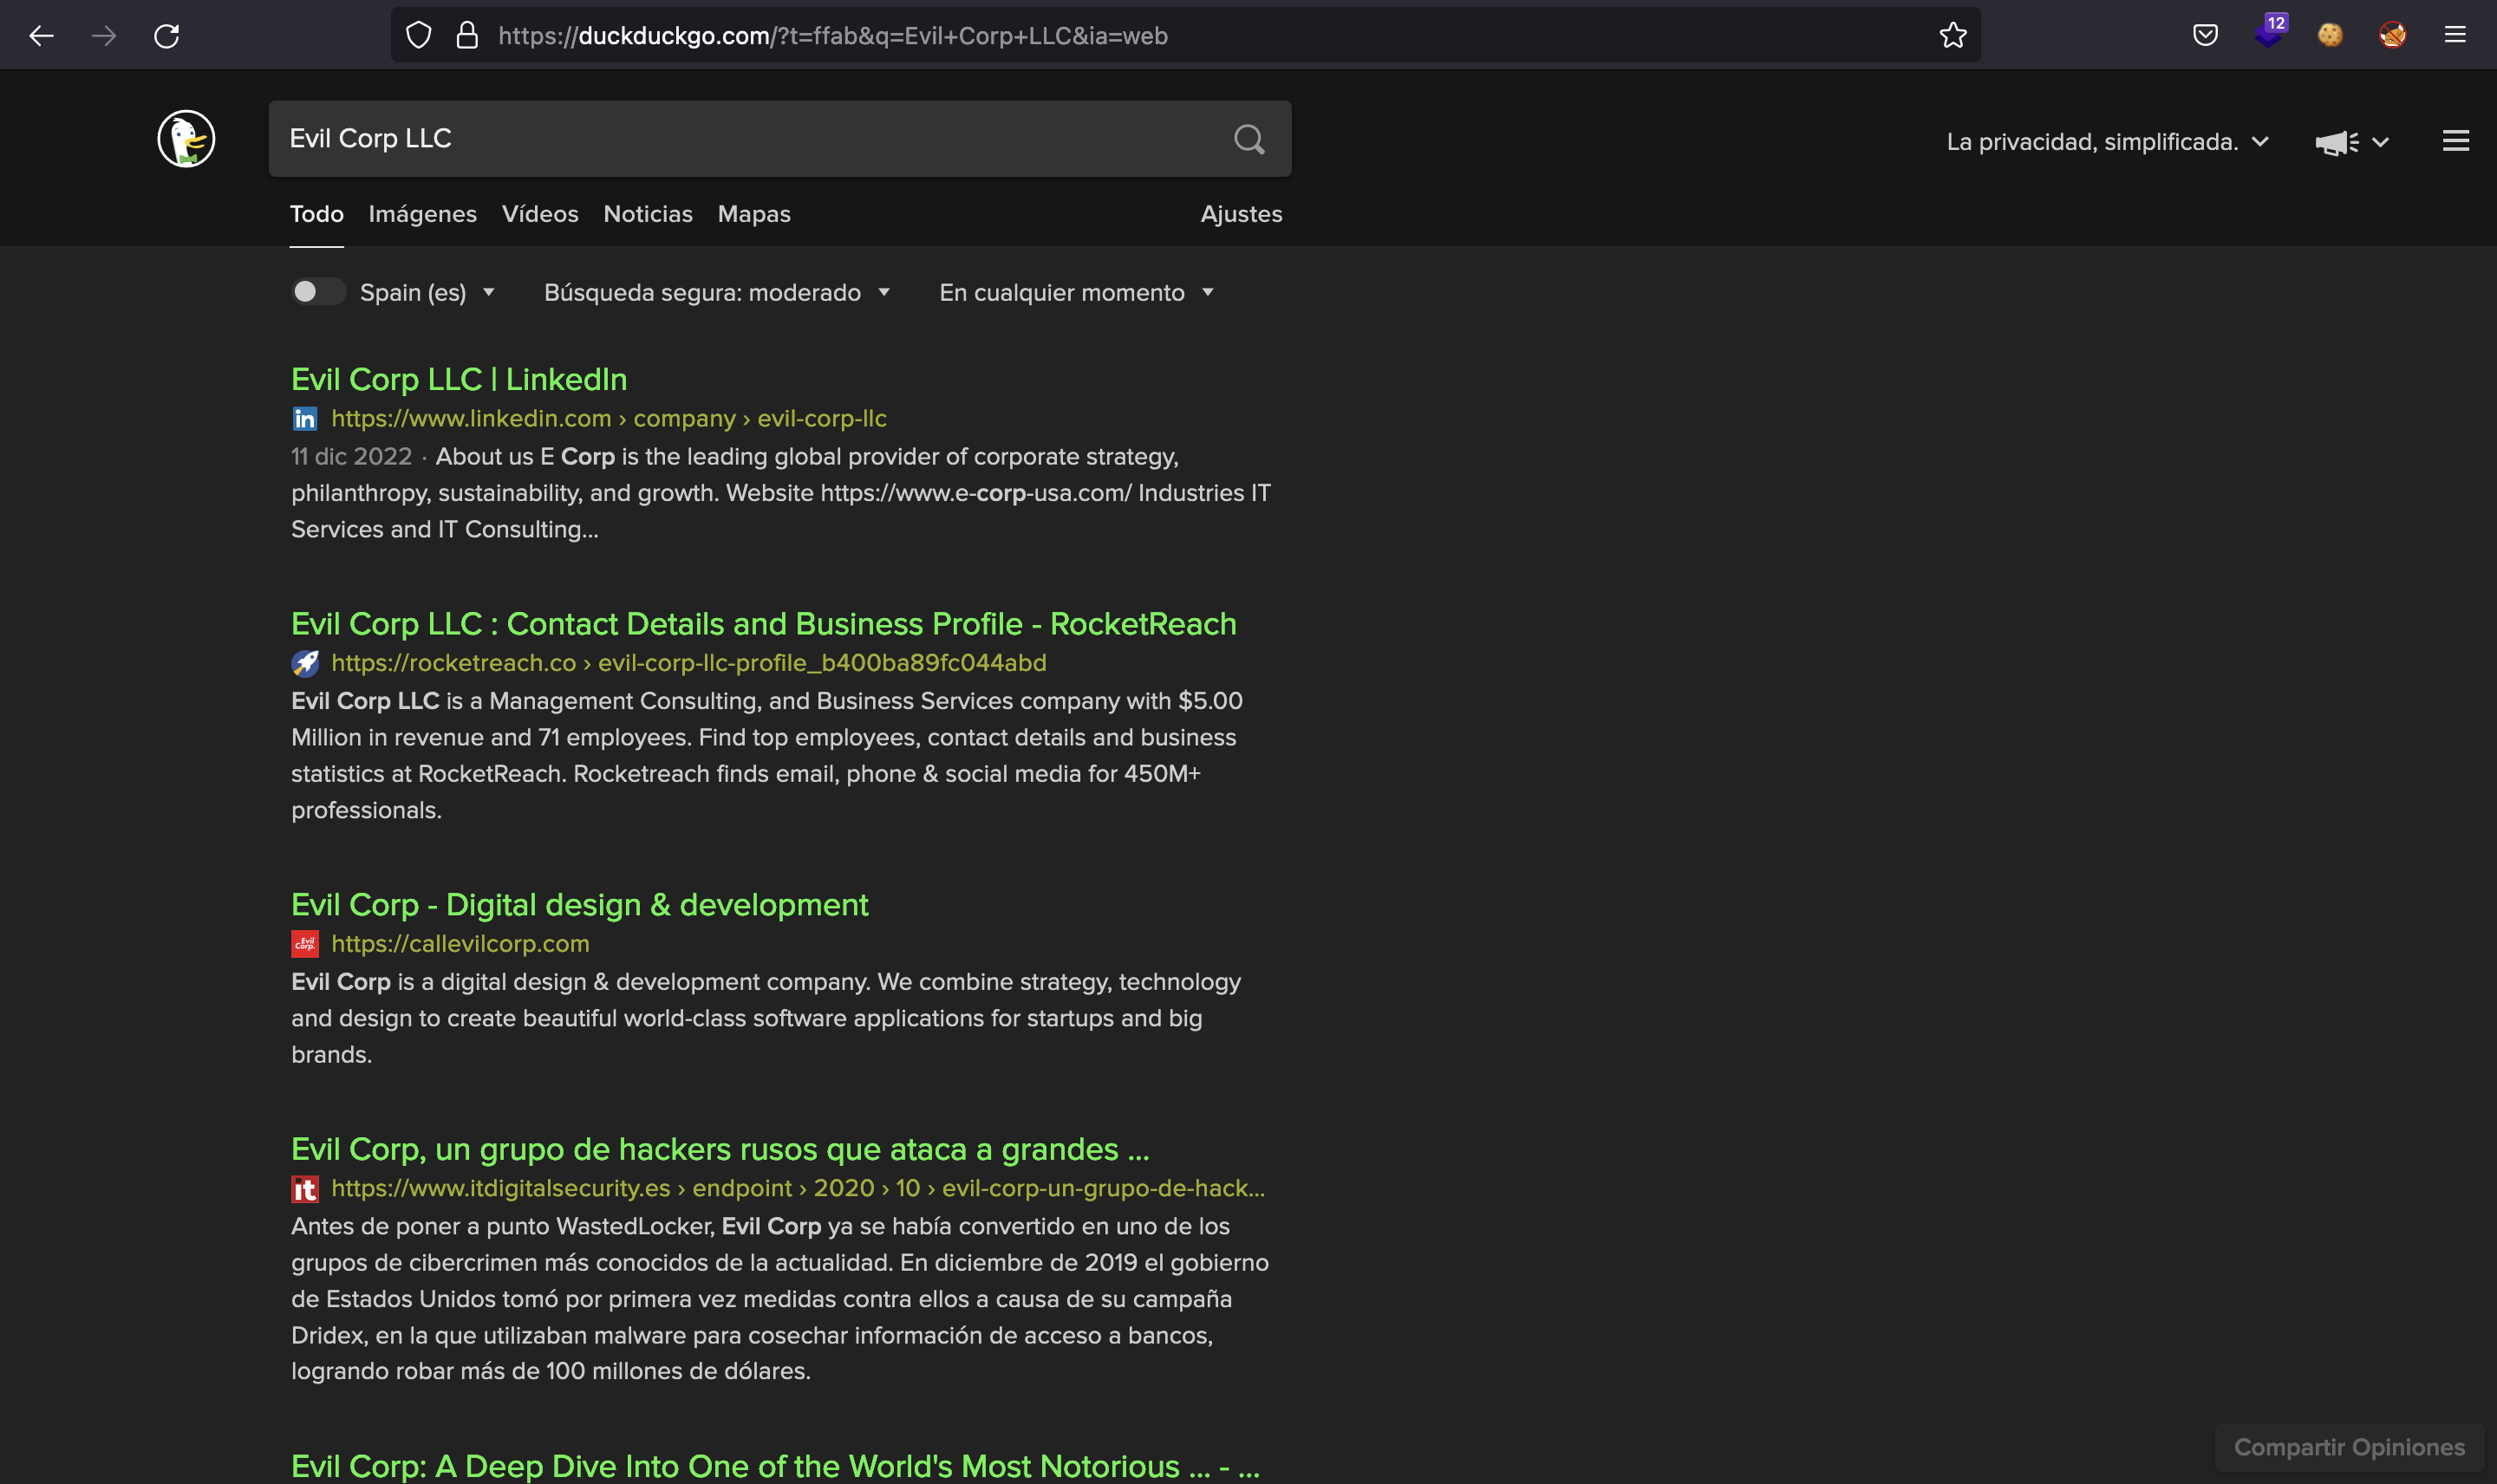 https://duckduckgo.com/?t=ffab&q=Evil+Corp+LLC&ia=web
12
Evil Corp LLC
La privacidad, simplificada.
Todo Imágenes Vídeos Noticias Mapas Ajustes
Spain (es) Búsqueda segura: moderado En cualquier momento
Evil Corp LLC | LinkedIn
in https://www.linkedin.com › company › evil-corp-llc
11 dic 2022 · About us E Corp is the leading global provider of corporate strategy,
philanthropy, sustainability, and growth. Website https://www.e-corp-usa.com/ Industries IT
Services and IT Consulting...
Evil Corp LLC : Contact Details and Business Profile - RocketReach
https://rocketreach.co › evil-corp-llc-profile_b400ba89fc044abd
Evil Corp LLC is a Management Consulting, and Business Services company with $5.00
Million in revenue and 71 employees. Find top employees, contact details and business
statistics at RocketReach. Rocketreach finds email, phone & social media for 450M+
professionals.
Evil Corp - Digital design & development
Evil Corp. https://callevilcorp.com
Evil Corp is a digital design & development company. We combine strategy, technology
and design to create beautiful world-class software applications for startups and big
brands.
Evil Corp, un grupo de hackers rusos que ataca a grandes ...
it https://www.itdigitalsecurity.es › endpoint › 2020 › 10 › evil-corp-un-grupo-de-hack...
Antes de poner a punto WastedLocker, Evil Corp ya se había convertido en uno de los
grupos de cibercrimen más conocidos de la actualidad. En diciembre de 2019 el gobierno
de Estados Unidos tomó por primera vez medidas contra ellos a causa de su campaña
Dridex, en la que utilizaban malware para cosechar información de acceso a bancos,
logrando robar más de 100 millones de dólares.
Evil Corp: A Deep Dive Into One of the World's Most Notorious ... - ...
Compartir Opiniones